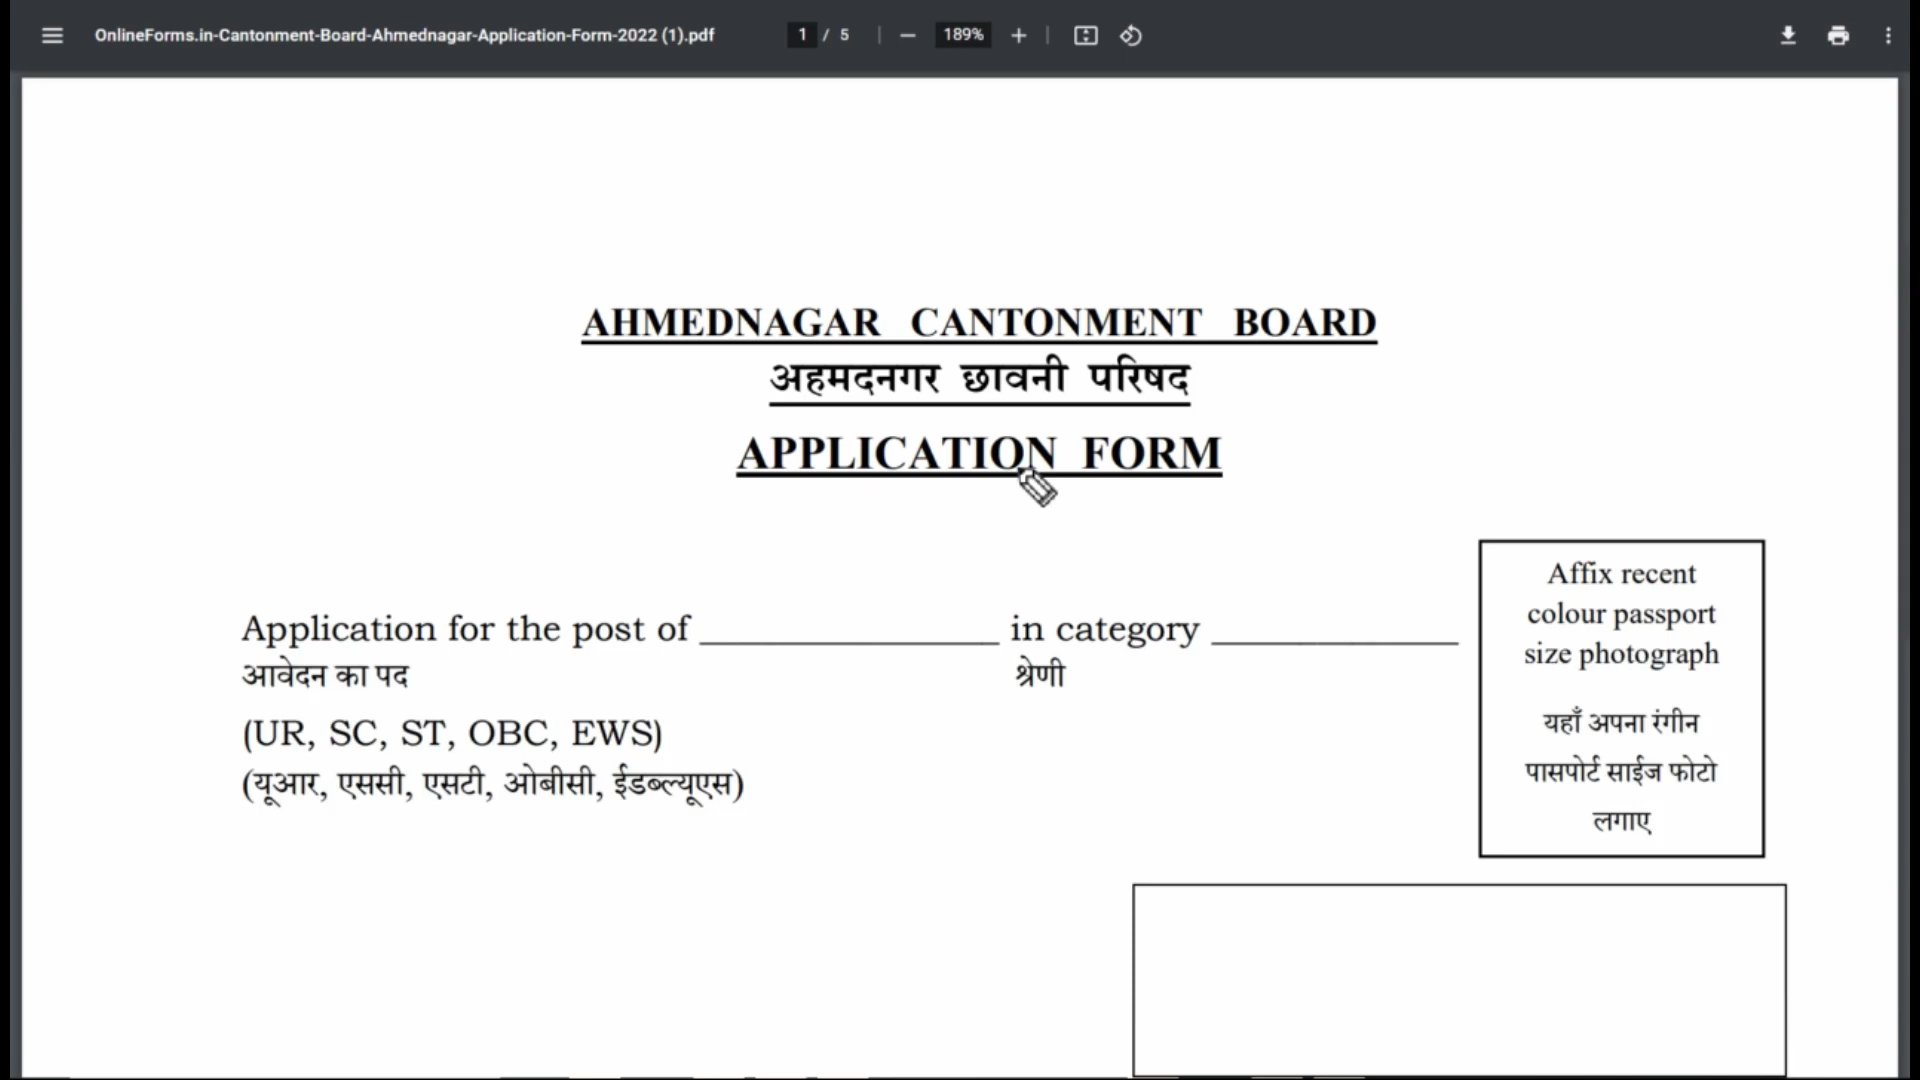 OnlineForms.in-Cantonment-Board-Ahmednagar-Application-Form-2022 (1).pdf 1 / 5 189%
AHMEDNAGAR CANTONMENT BOARD
अहमदनगर छावनी परिषद
APPLICATION FORM
Application for the post of _________________ in category ______________
आवेदन का पद श्रेणी
(UR, SC, ST, OBC, EWS)
(यूआर, एससी, एसटी, ओबीसी, ईडब्ल्यूएस)
Affix recent
colour passport
size photograph
यहाँ अपना रंगीन
पासपोर्ट साईज फोटो
लगाए